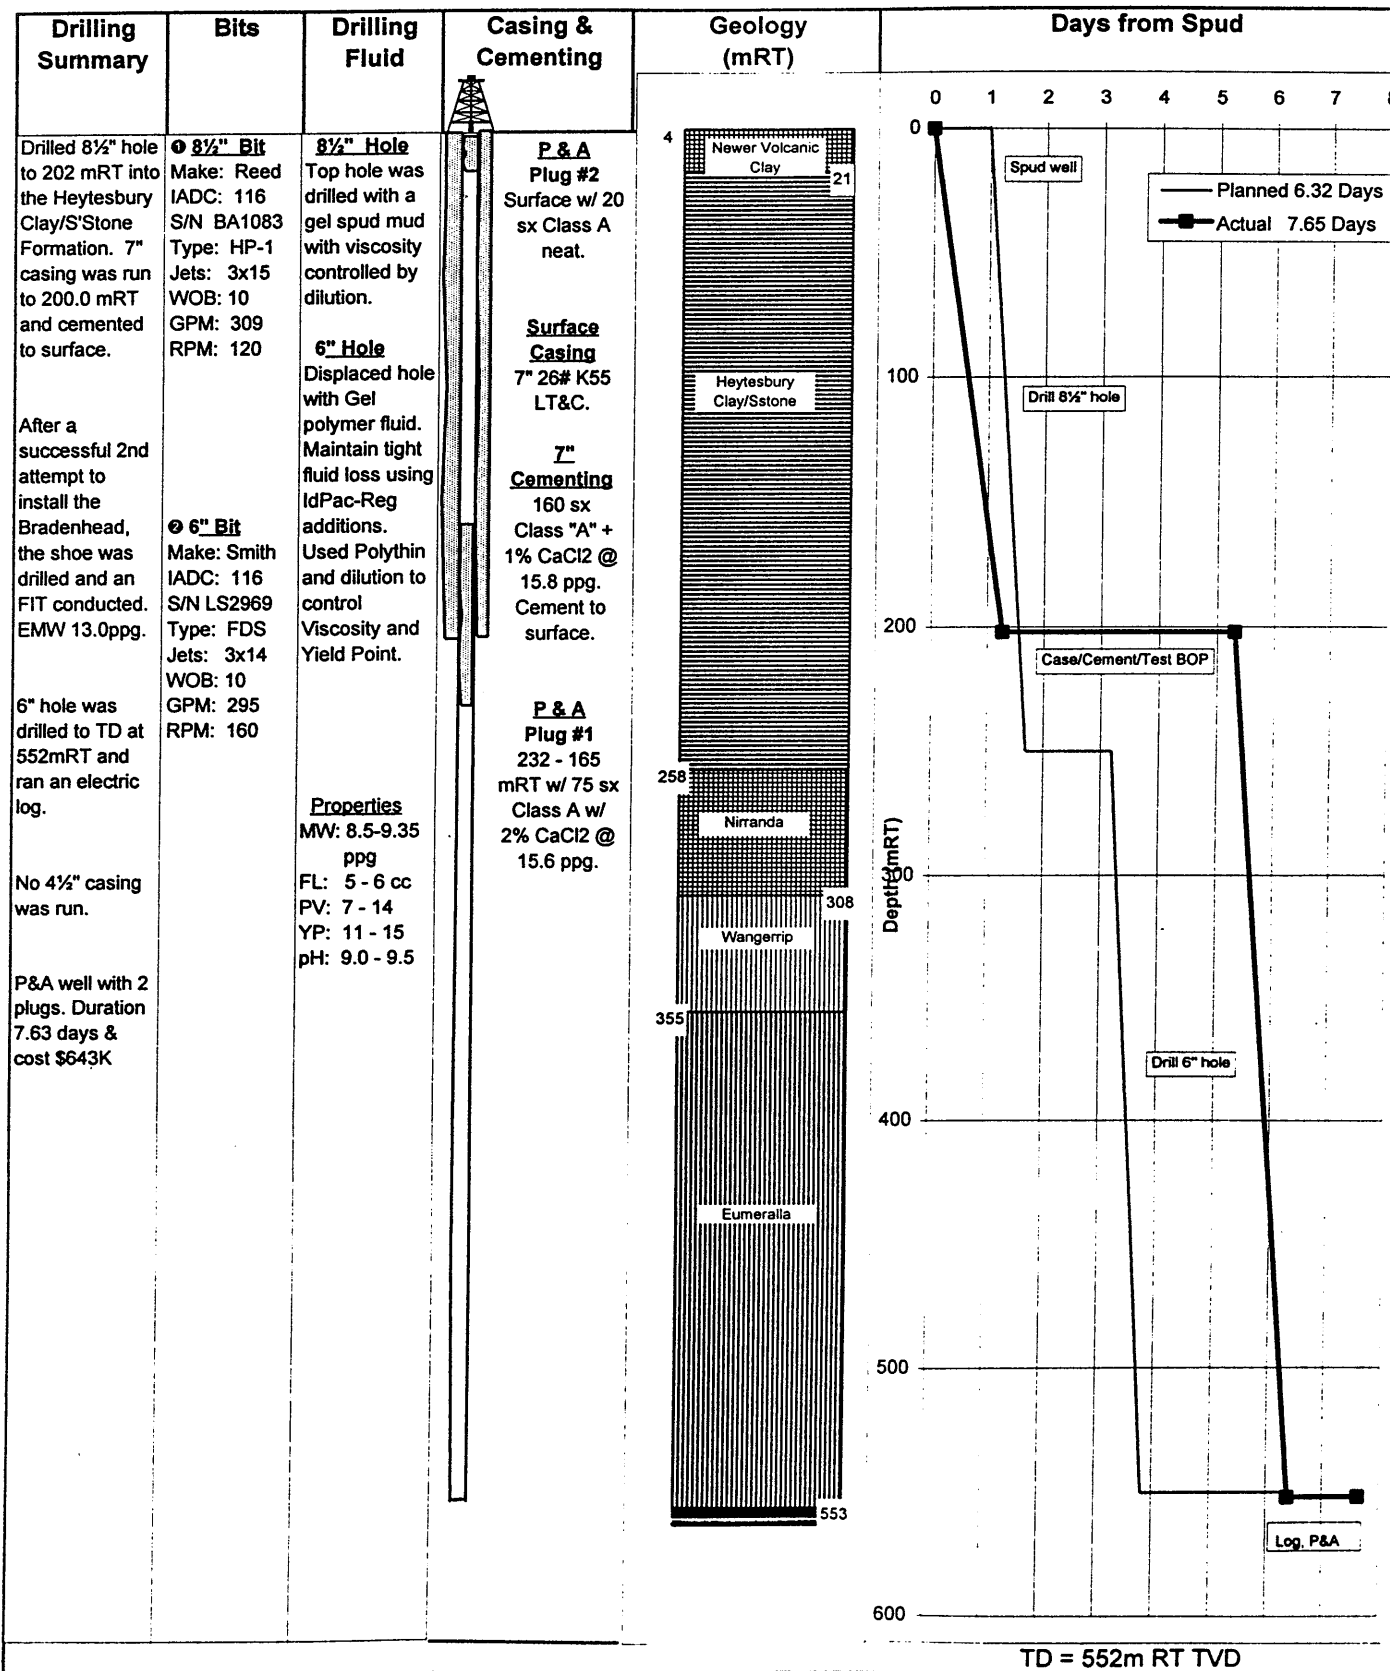 Drilling
Summary
Bits
Drilling
Fluid
Casing &
Cementing
Geology
(mRT)
Days from Spud
Drilled 8½" hole
to 202 mRT into
the Heytesbury
Clay/S'Stone
Formation. 7"
casing was run
to 200.0 mRT
and cemented
to surface.
After a
successful 2nd
attempt to
install the
Bradenhead,
the shoe was
drilled and an
FIT conducted.
EMW 13.0ppg.
6" hole was
drilled to TD at
552mRT and
ran an electric
log.
No 4½" casing
was run.
P&A well with 2
plugs. Duration
7.63 days &
cost $643K
❶ 8½" Bit
Make: Reed
IADC: 116
S/N BA1083
Type: HP-1
Jets: 3x15
WOB: 10
GPM: 309
RPM: 120
❷ 6" Bit
Make: Smith
IADC: 116
S/N LS2969
Type: FDS
Jets: 3x14
WOB: 10
GPM: 295
RPM: 160
8½" Hole
Top hole was
drilled with a
gel spud mud
with viscosity
controlled by
dilution.
6" Hole
Displaced hole
with Gel
polymer fluid.
Maintain tight
fluid loss using
IdPac-Reg
additions.
Used Polythin
and dilution to
control
Viscosity and
Yield Point.
Properties
MW: 8.5-9.35
ppg
FL: 5 - 6 cc
PV: 7 - 14
YP: 11 - 15
pH: 9.0 - 9.5
P & A
Plug #2
Surface w/ 20
sx Class A
neat.
Surface
Casing
7" 26# K55
LT&C.
7"
Cementing
160 sx
Class "A" +
1% CaCl2 @
15.8 ppg.
Cement to
surface.
P & A
Plug #1
232 - 165
mRT w/ 75 sx
Class A w/
2% CaCl2 @
15.6 ppg.
4
Newer Volcanic
Clay
21
Heytesbury
Clay/Sstone
258
Nirranda
308
Wangerrip
355
Eumeralla
553
0 1 2 3 4 5 6 7 8
0
100
200
300
400
500
600
Depth (mRT)
Spud well
Planned 6.32 Days
Actual 7.65 Days
Drill 8½" hole
Case/Cement/Test BOP
Drill 6" hole
Log, P&A
TD = 552m RT TVD